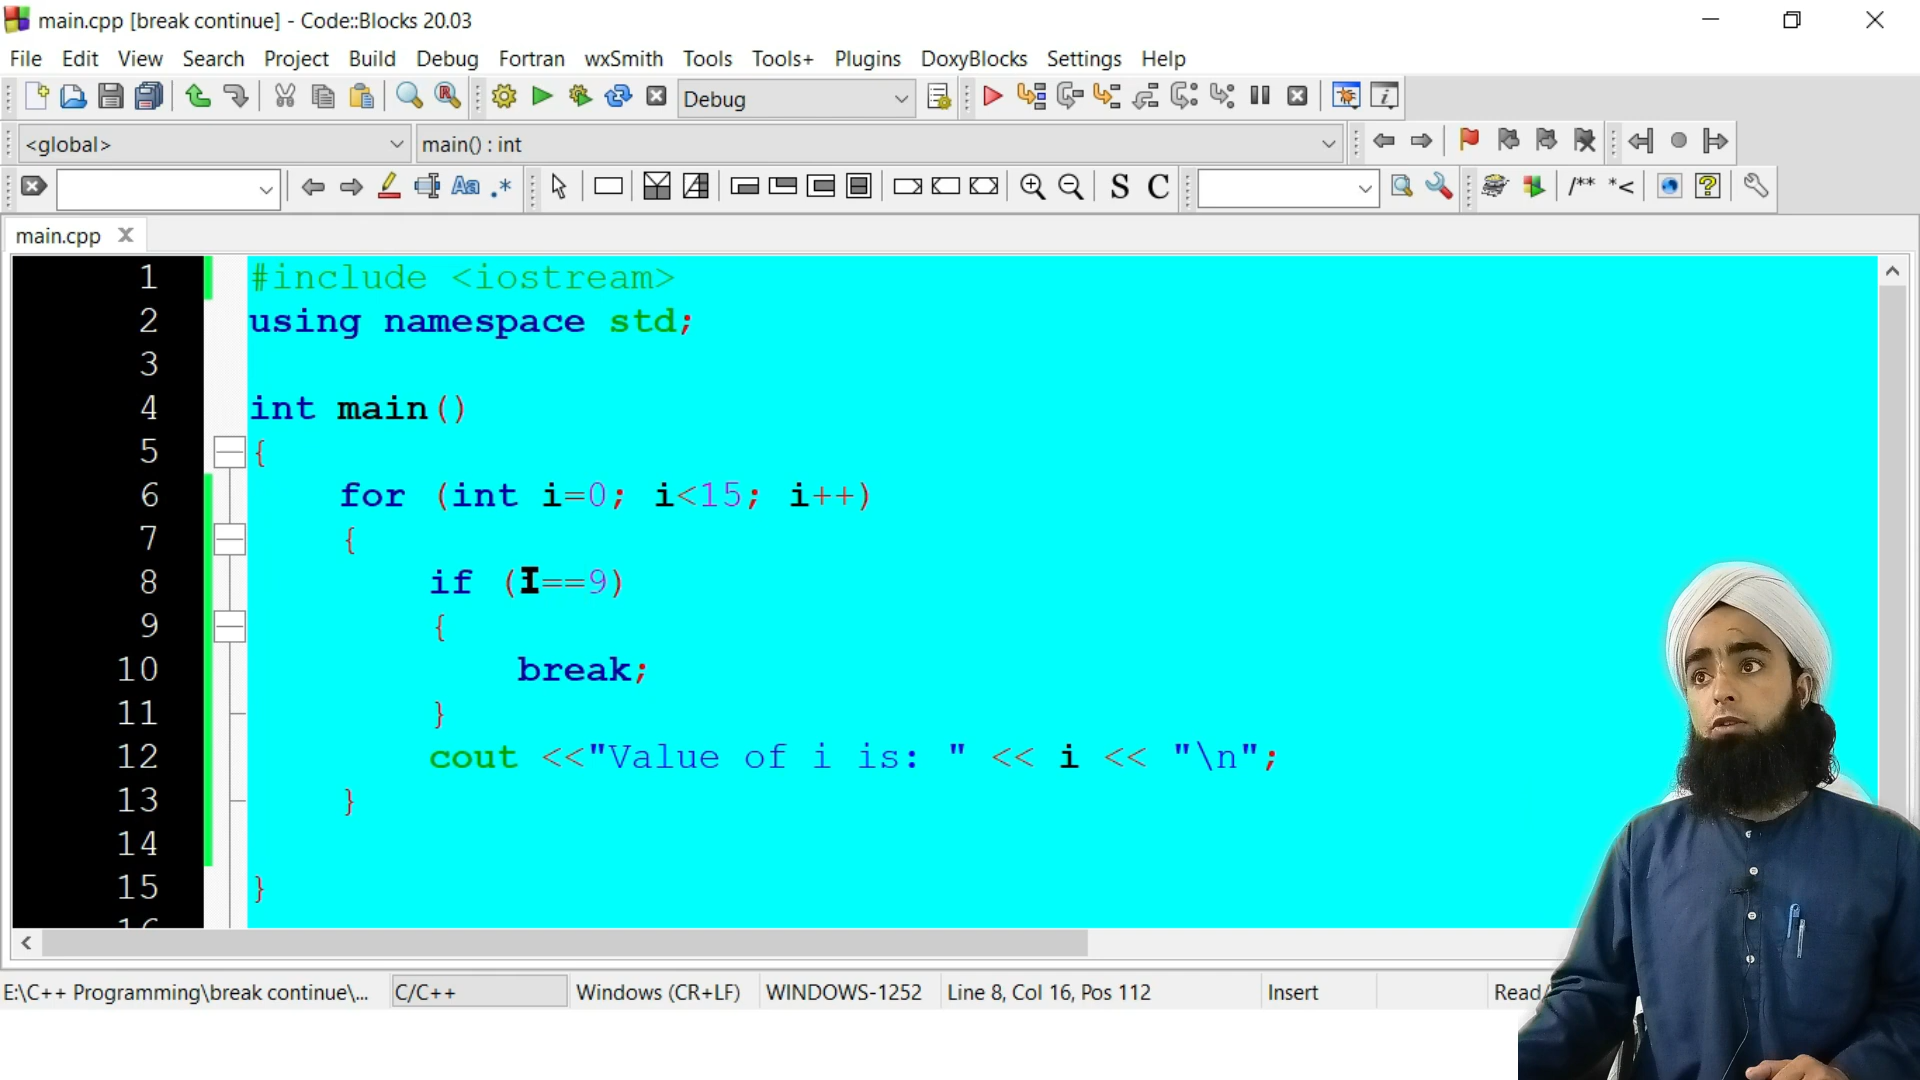 main.cpp [break continue] - Code::Blocks 20.03
File Edit View Search Project Build Debug Fortran wxSmith Tools Tools+ Plugins DoxyBlocks Settings Help
Debug
<global> main() : int
S C /** *<
main.cpp
1 #include <iostream>
2 using namespace std;
3
4 int main()
5 {
6 for (int i=0; i<15; i++)
7 {
8 if (i==9)
9 {
10 break;
11 }
12 cout <<"Value of i is: " << i << "\n";
13 }
14
15 }
E:\C++ Programming\break continue\... C/C++ Windows (CR+LF) WINDOWS-1252 Line 8, Col 16, Pos 112 Insert Read/